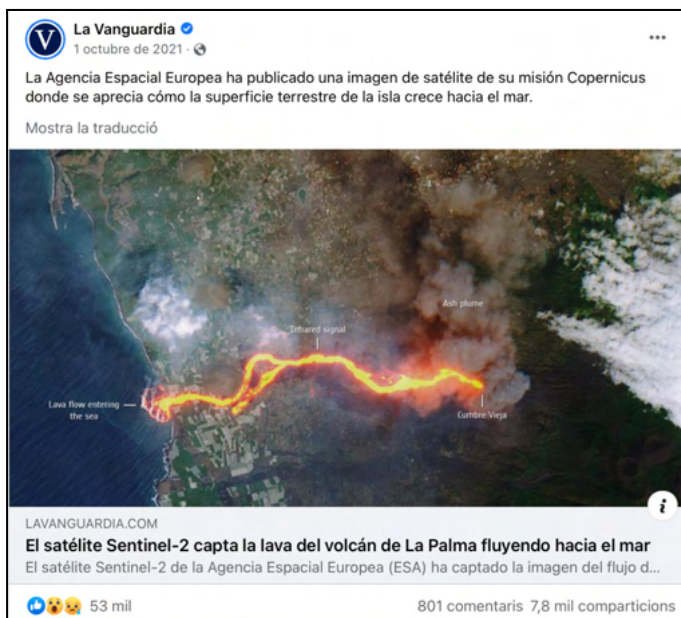 La Vanguardia
1 octubre de 2021 ·
La Agencia Espacial Europea ha publicado una imagen de satélite de su misión Copernicus
donde se aprecia cómo la superficie terrestre de la isla crece hacia el mar.
Mostra la traducció
Ash plume
Infrared signal
Lava flow entering
the sea
Cumbre Vieja
LAVANGUARDIA.COM
El satélite Sentinel-2 capta la lava del volcán de La Palma fluyendo hacia el mar
El satélite Sentinel-2 de la Agencia Espacial Europea (ESA) ha captado la imagen del flujo d...
53 mil
801 comentaris 7,8 mil comparticions